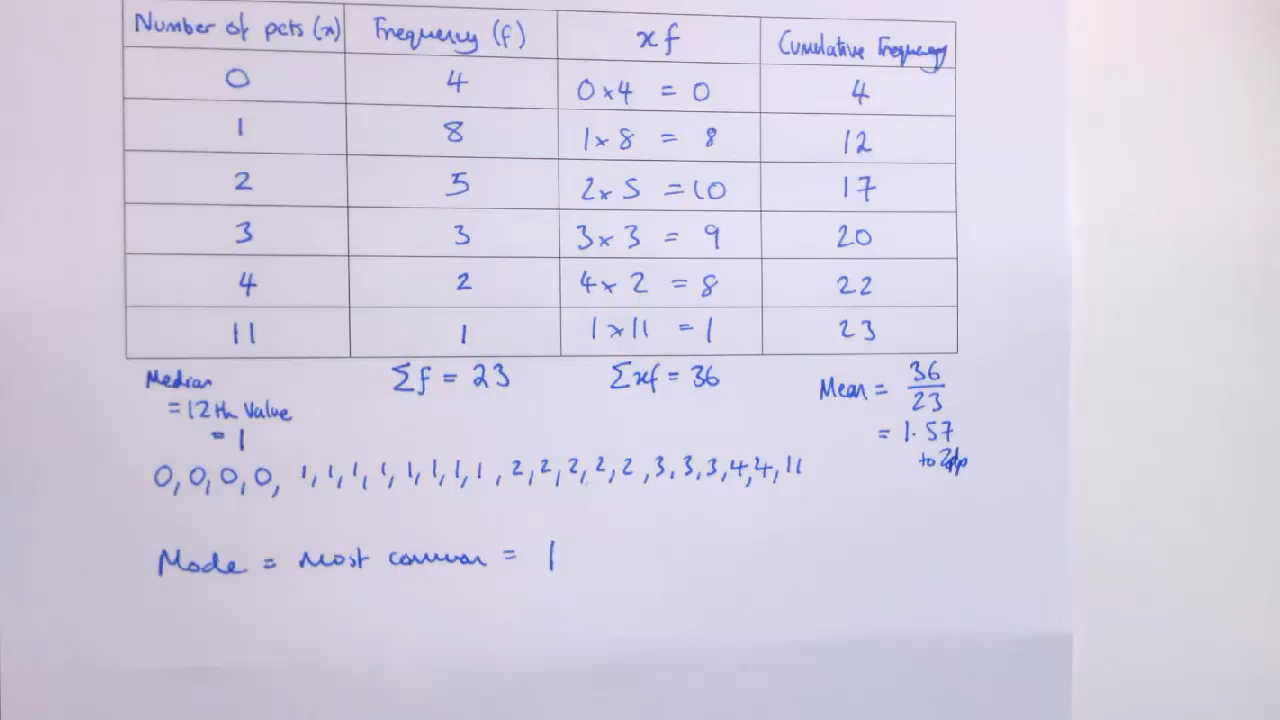 Number of pets (x) Frequency (f) xf Cumulative Frequency
0 4 0 x 4 = 0 4
1 8 1 x 8 = 8 12
2 5 2 x 5 = 10 17
3 3 3 x 3 = 9 20
4 2 4 x 2 = 8 22
11 1 1 x 11 = 1 23
Median
= 12th Value
= 1
Σf = 23
Σxf = 36
Mean = 36/23
= 1.57
to 2dp
0, 0, 0, 0, 1, 1, 1, 1, 1, 1, 1, 1, 2, 2, 2, 2, 2, 3, 3, 3, 4, 4, 11
Mode = Most common = 1